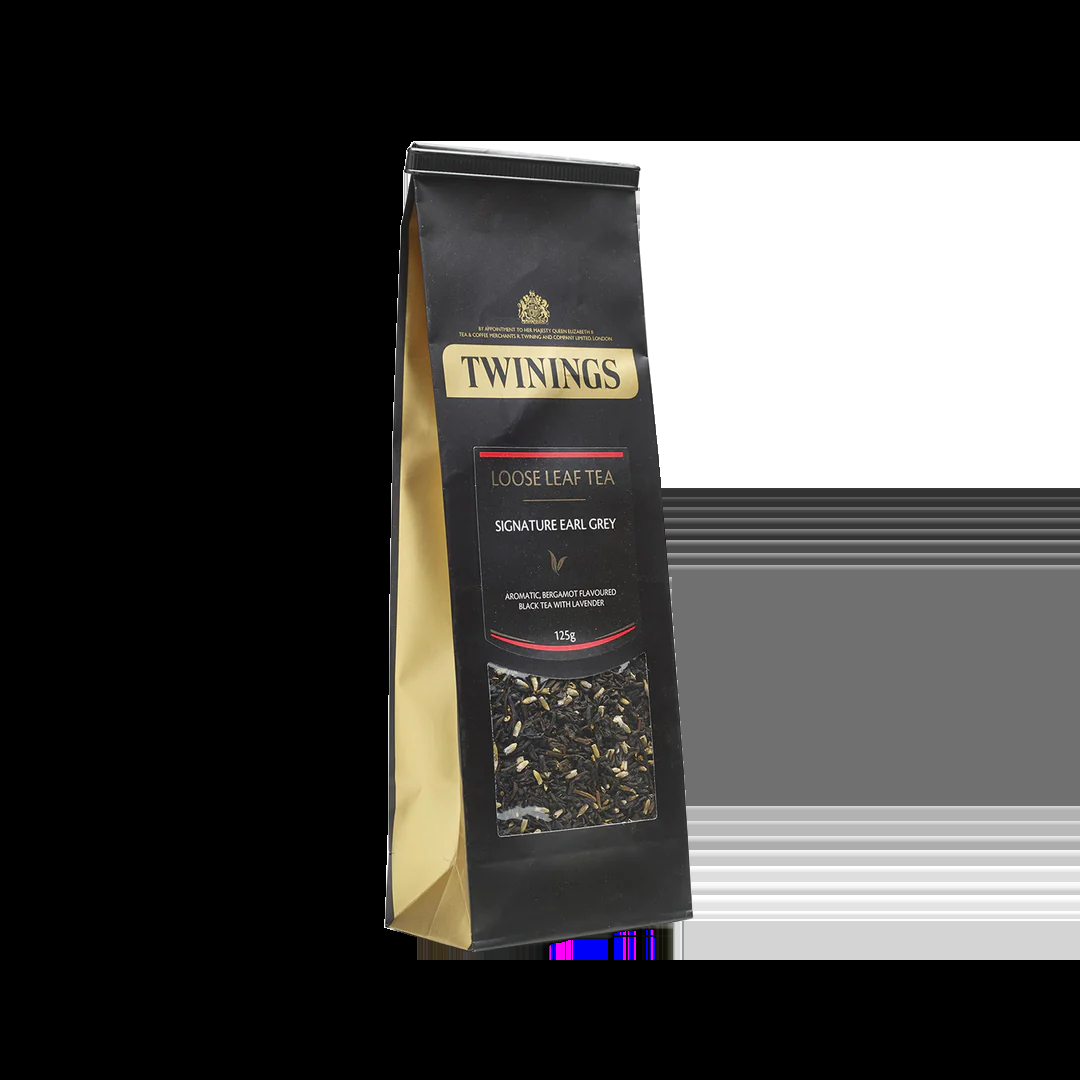 BY APPOINTMENT TO HER MAJESTY QUEEN ELIZABETH II
TEA & COFFEE MERCHANTS R. TWINING AND COMPANY LIMITED, LONDON
TWININGS
LOOSE LEAF TEA
SIGNATURE EARL GREY
AROMATIC, BERGAMOT FLAVOURED
BLACK TEA WITH LAVENDER
125g